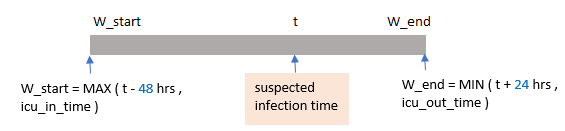 W_start
t
W_end
W_start = MAX ( t - 48 hrs ,
icu_in_time )
suspected
infection time
W_end = MIN ( t + 24 hrs ,
icu_out_time )